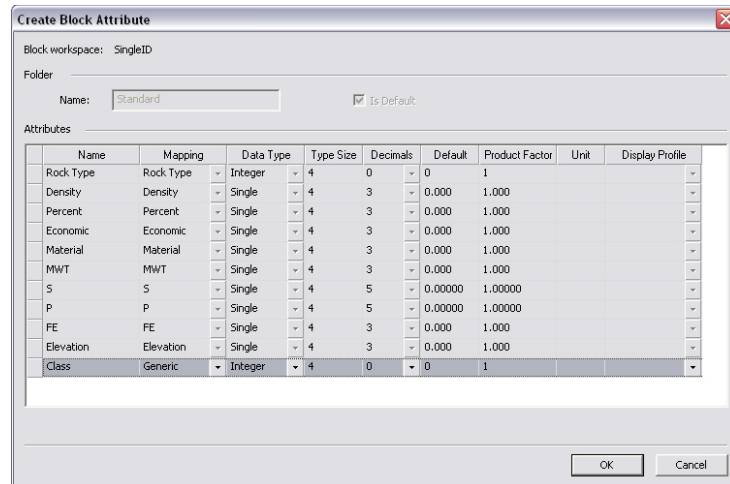 Create Block Attribute
Block workspace: SingleID
Folder
Name: Standard Is Default
Attributes
Name Mapping Data Type Type Size Decimals Default Product Factor Unit Display Profile
Rock Type Rock Type Integer 4 0 0 1
Density Density Single 4 3 0.000 1.000
Percent Percent Single 4 3 0.000 1.000
Economic Economic Single 4 3 0.000 1.000
Material Material Single 4 3 0.000 1.000
MWT MWT Single 4 3 0.000 1.000
S S Single 4 5 0.00000 1.00000
P P Single 4 5 0.00000 1.00000
FE FE Single 4 3 0.000 1.000
Elevation Elevation Single 4 3 0.000 1.000
Class Generic Integer 4 0 0 1
OK Cancel